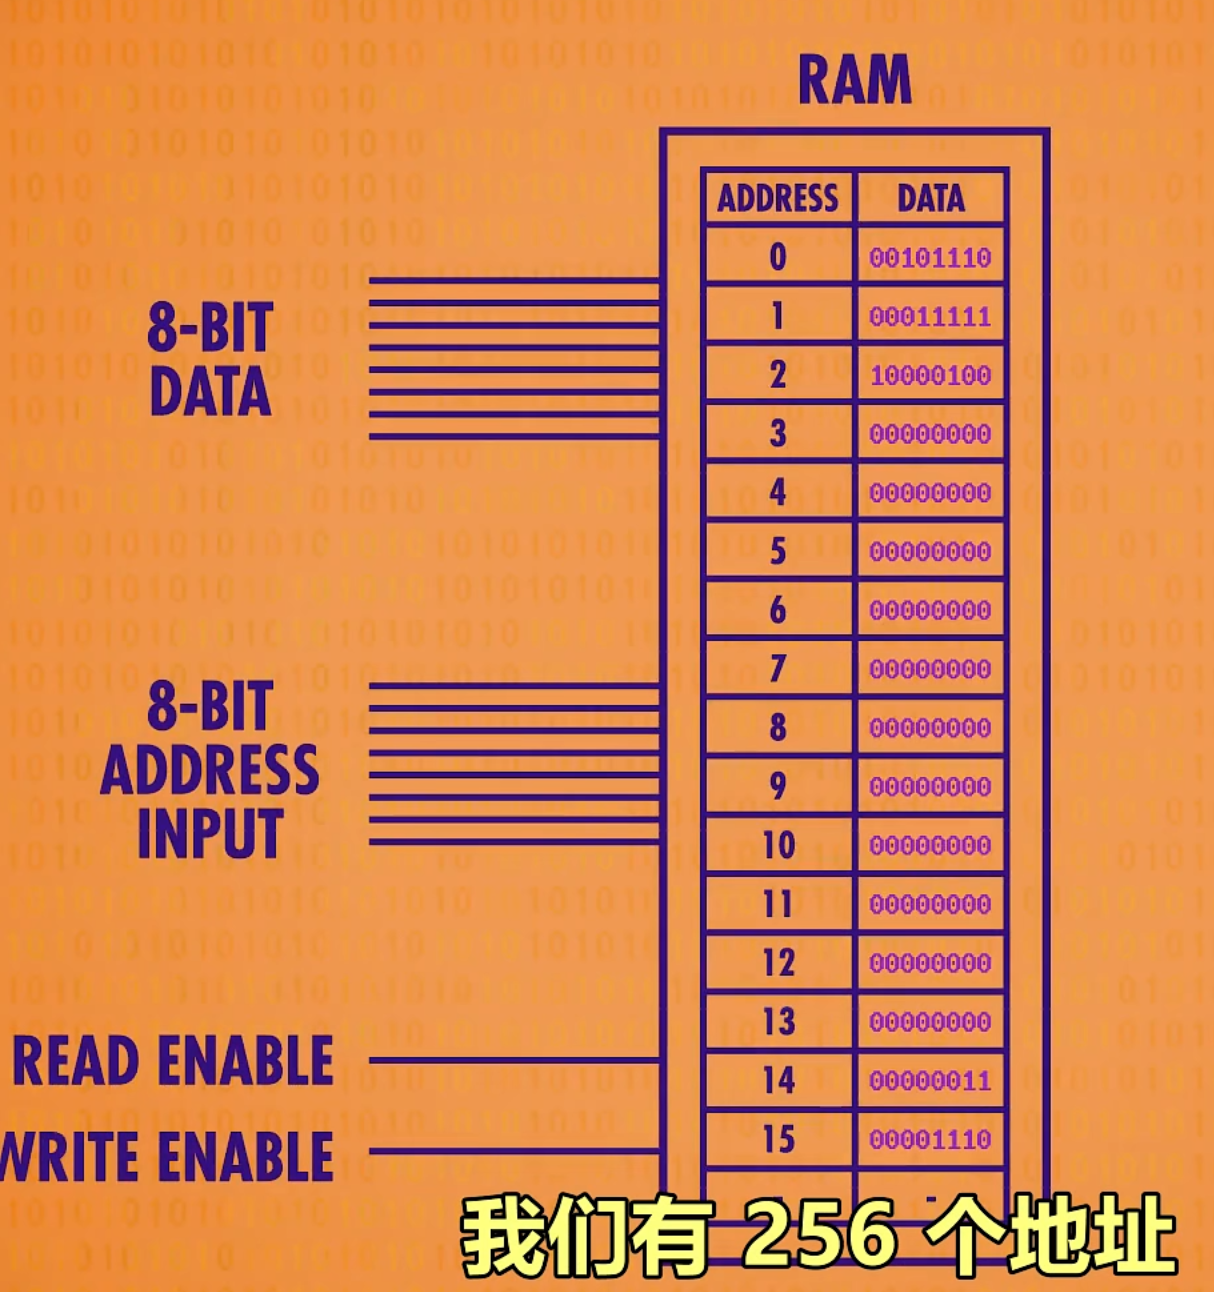 RAM
ADDRESS DATA
0 00101110
1 00011111
2 10000100
3 00000000
4 00000000
5 00000000
6 00000000
7 00000000
8 00000000
9 00000000
10 00000000
11 00000000
12 00000000
13 00000000
14 00000011
15 00001110
8-BIT
DATA
8-BIT
ADDRESS
INPUT
READ ENABLE
WRITE ENABLE
我们有 256 个地址